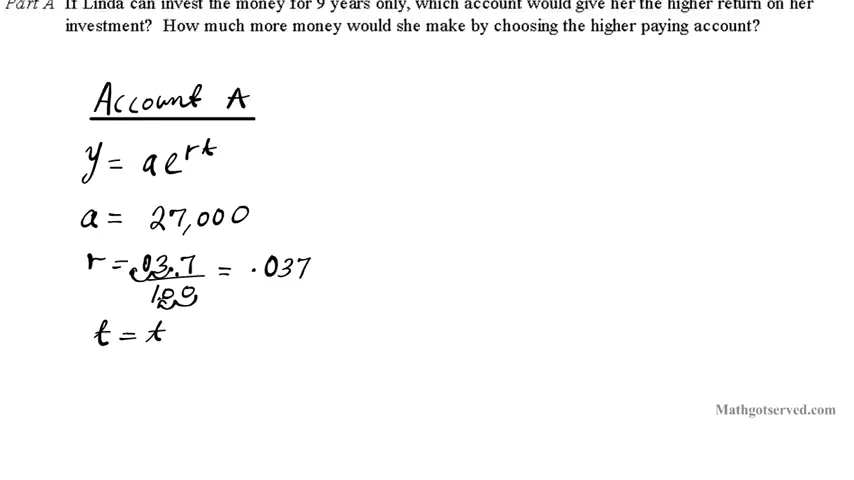 Part A If Linda can invest the money for 9 years only, which account would give her the higher return on her
investment? How much more money would she make by choosing the higher paying account?
Account A
y = ae^rt
a = 27,000
r = 03.7/100 = .037
t = t
Mathgotserved.com